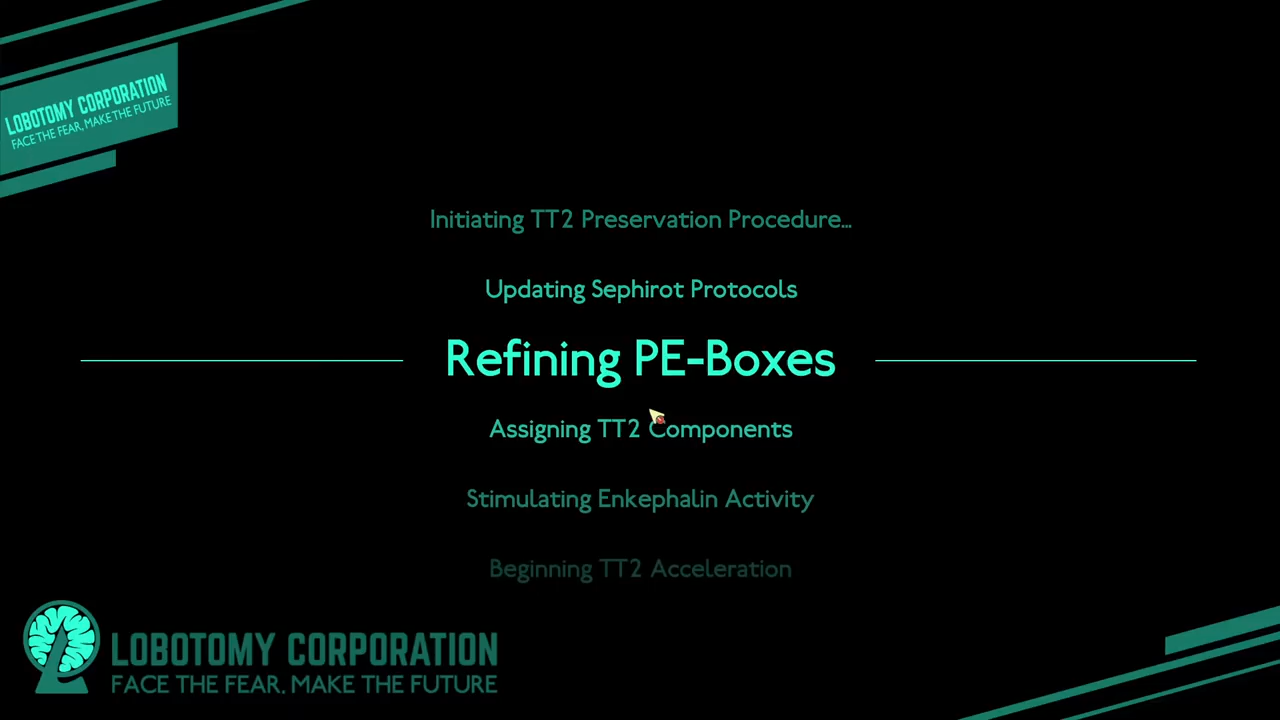 LOBOTOMY CORPORATION
FACE THE FEAR, MAKE THE FUTURE
Initiating TT2 Preservation Procedure...
Updating Sephirot Protocols
Refining PE-Boxes
Assigning TT2 Components
Stimulating Enkephalin Activity
Beginning TT2 Acceleration
LOBOTOMY CORPORATION
FACE THE FEAR, MAKE THE FUTURE